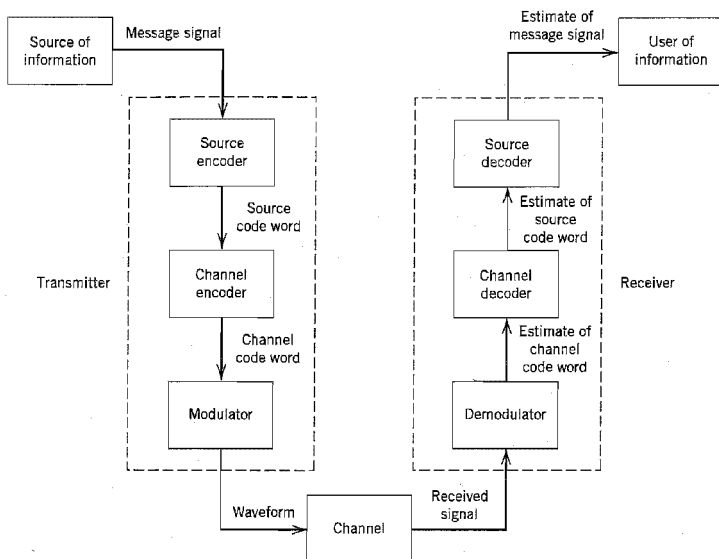 Source of
information
Message signal
Estimate of
message signal
User of
information
Source
encoder
Source
code word
Transmitter
Channel
encoder
Channel
code word
Modulator
Waveform
Channel
Received
signal
Demodulator
Estimate of
channel
code word
Channel
decoder
Receiver
Estimate of
source
code word
Source
decoder